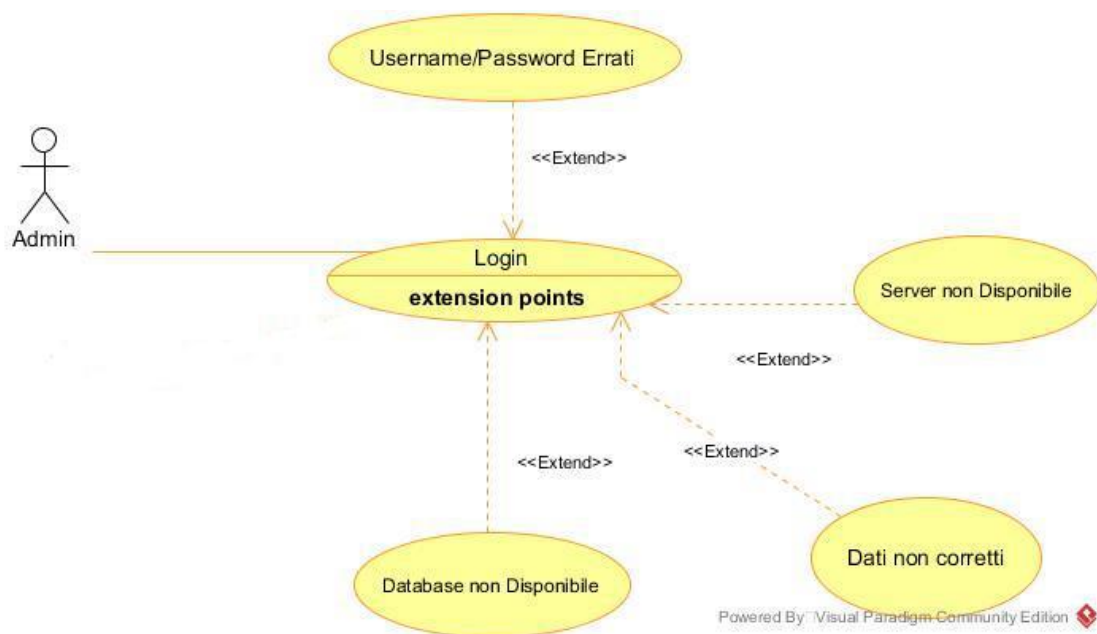 Username/Password Errati
<<Extend>>
Admin
Login
extension points
Server non Disponibile
<<Extend>>
<<Extend>>
<<Extend>>
Database non Disponibile
Dati non corretti
Powered By Visual Paradigm Community Edition